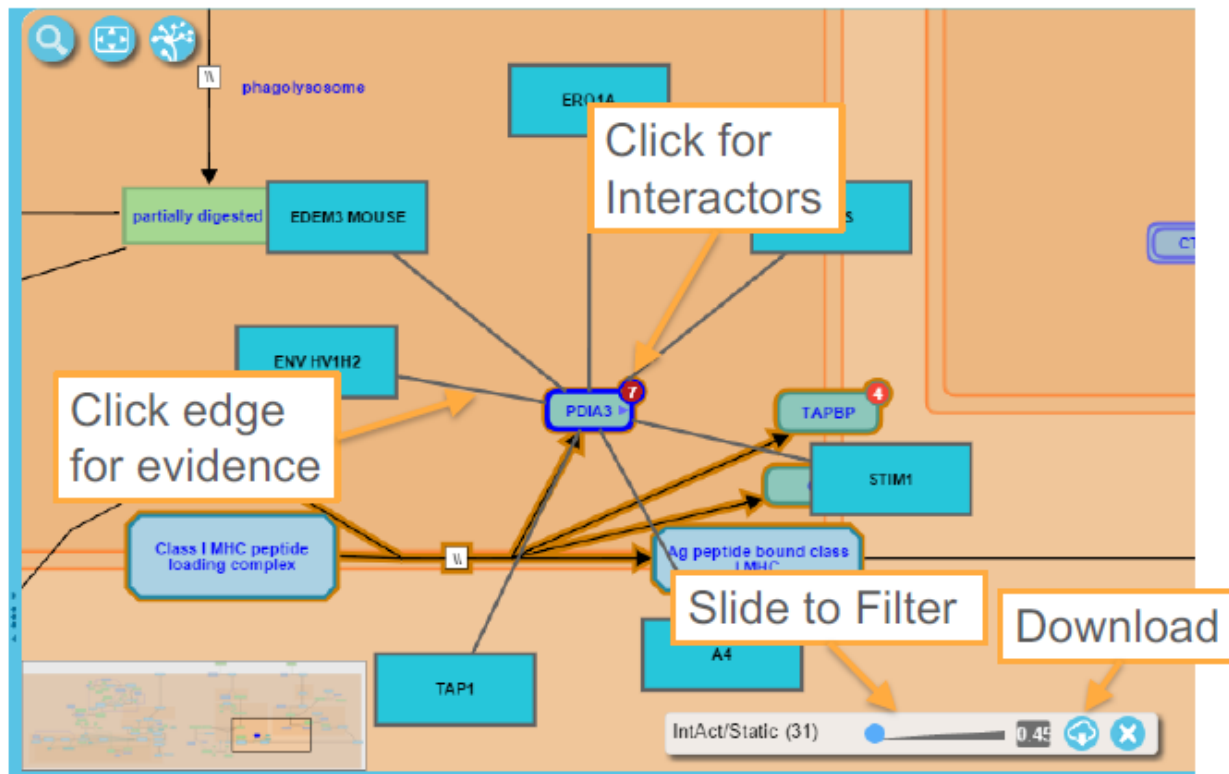 \\
phagolysosome
ERO1A
Click for
Interactors
partially digested
EDEM3 MOUSE
S
CT
ENV HV1H2
Click edge
for evidence
PDIA3
7
TAPBP
4
STIM1
Class I MHC peptide
loading complex
\\
Ag peptide bound class
I MHC
Slide to Filter
Download
A4
TAP1
IntAct/Static (31)
0.45